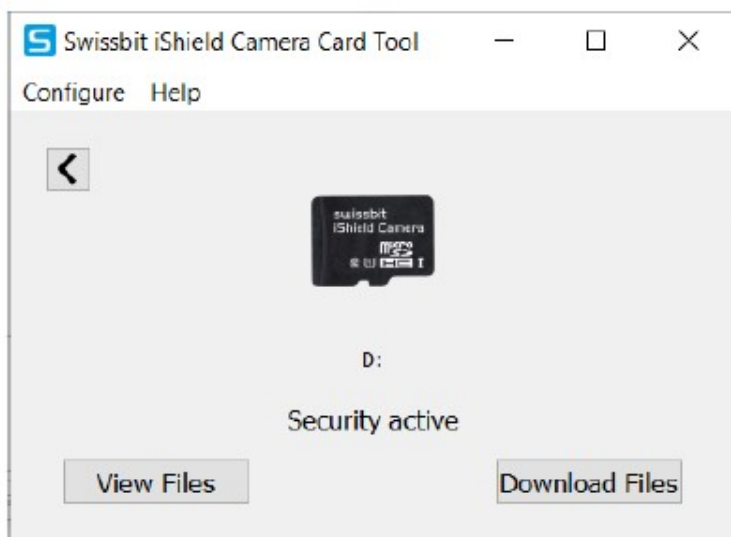 Swissbit iShield Camera Card Tool
Configure Help
swissbit
iShield Camera
micro
I
D:
Security active
View Files
Download Files